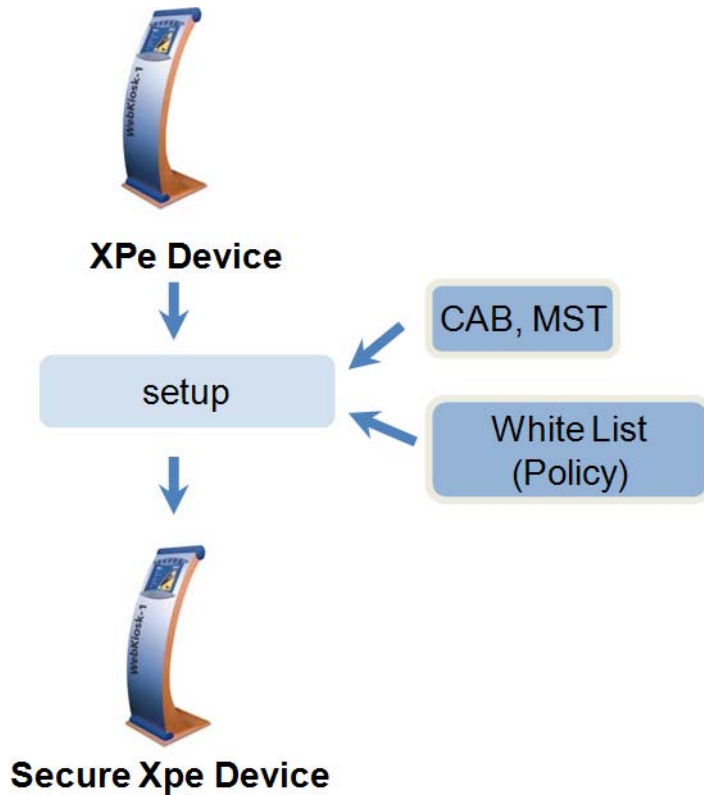 WebKiosk-1
XPe Device
CAB, MST
setup
White List
(Policy)
WebKiosk-1
Secure Xpe Device